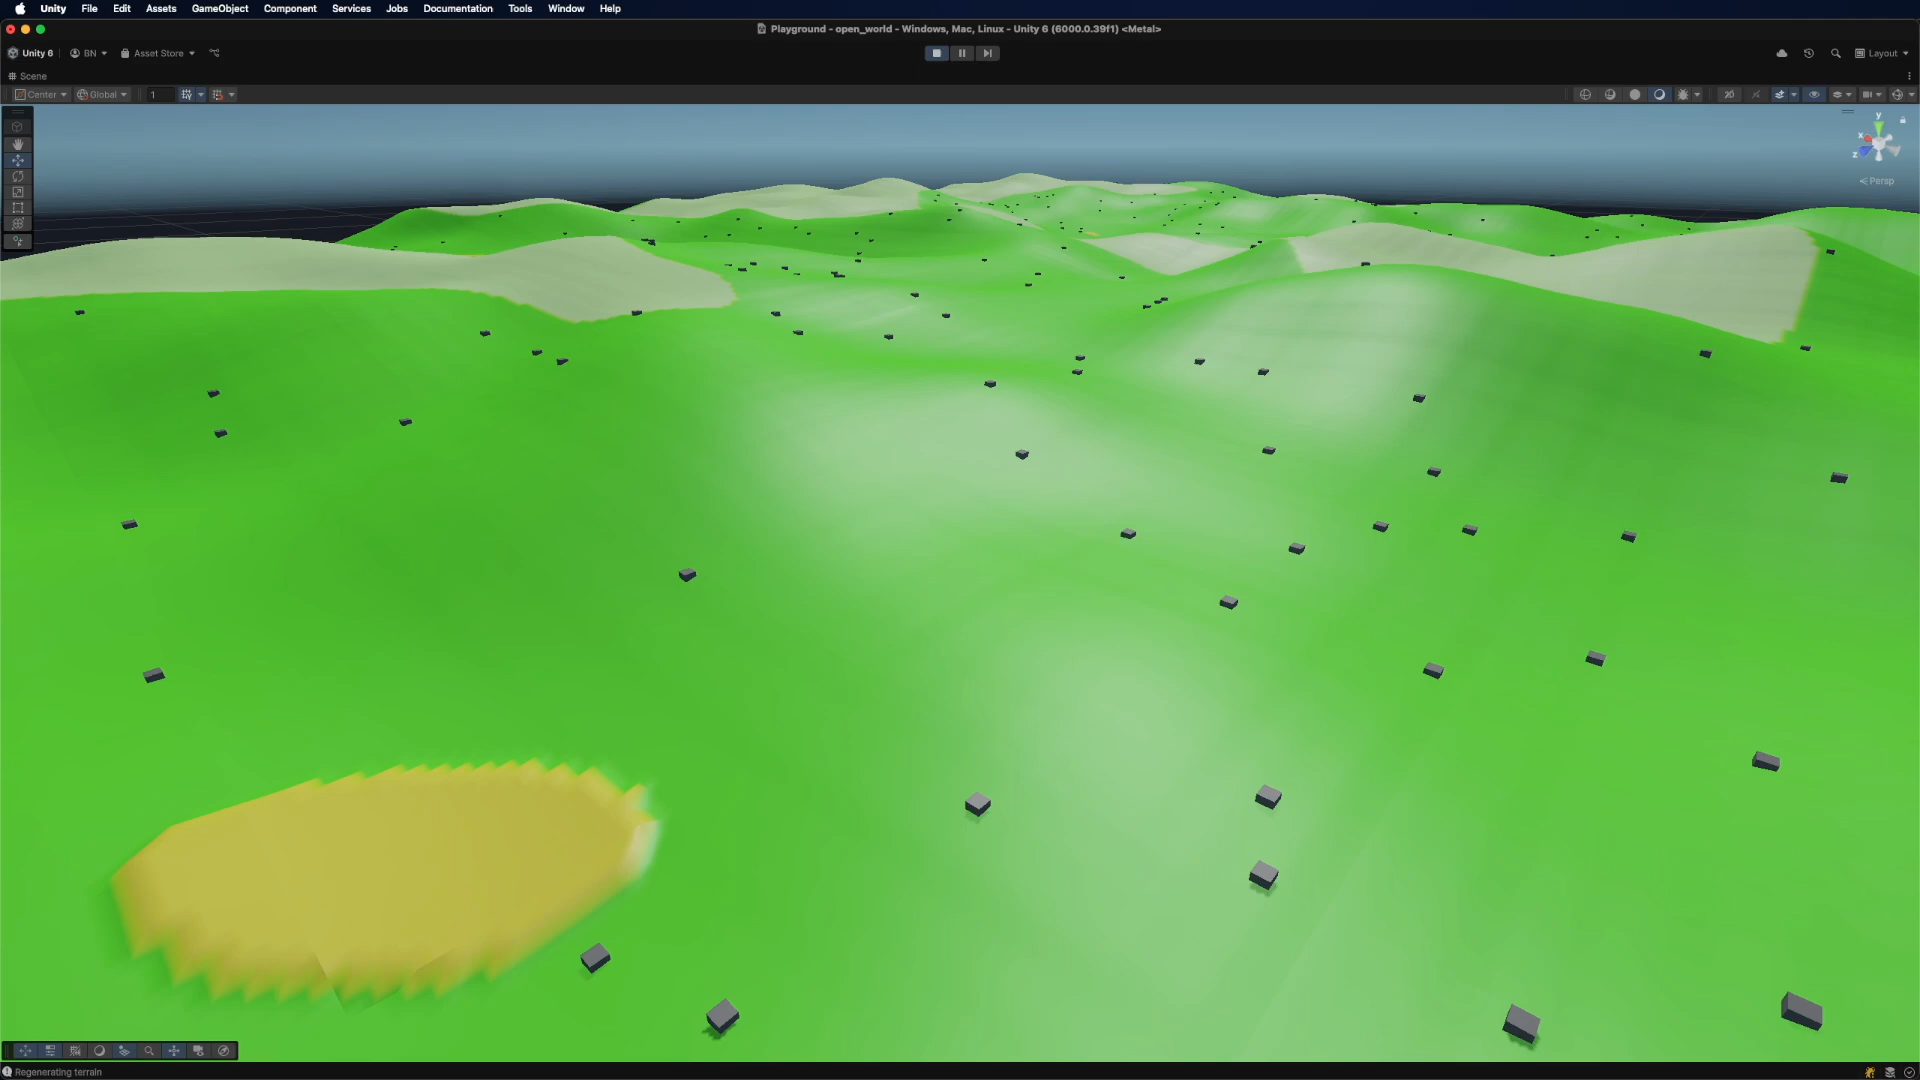 Unity File Edit Assets GameObject Component Services Jobs Documentation Tools Window Help
Playground - open_world - Windows, Mac, Linux - Unity 6 (6000.0.39f1) <Metal>
Unity 6 BN Asset Store Layout
Scene
Center Global 1 2D
y
x
z
Persp
Regenerating terrain